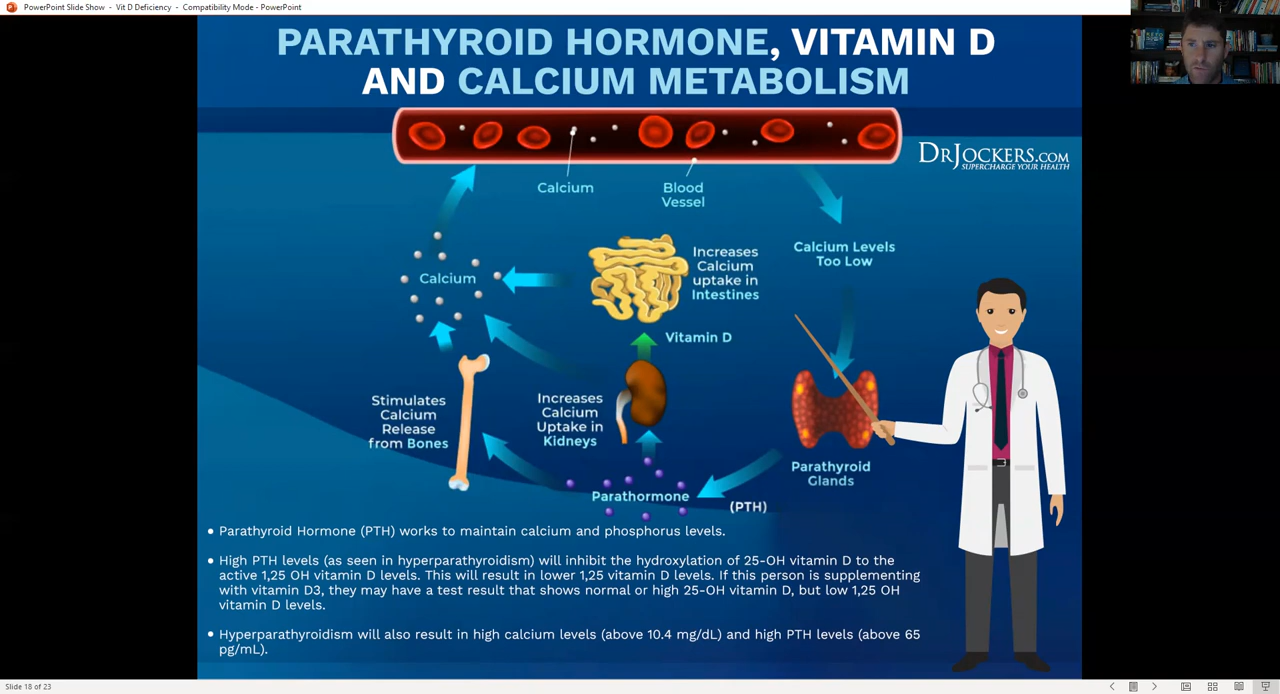 PowerPoint Slide Show - Vit D Deficiency - Compatibility Mode - PowerPoint
PARATHYROID HORMONE, VITAMIN D
AND CALCIUM METABOLISM
DRJOCKERS.COM
SUPERCHARGE YOUR HEALTH
Calcium
Blood
Vessel
Calcium Levels
Too Low
Increases
Calcium
uptake in
Intestines
Calcium
Vitamin D
Stimulates
Calcium
Release
from Bones
Increases
Calcium
Uptake in
Kidneys
Parathyroid
Glands
Parathormone
(PTH)
• Parathyroid Hormone (PTH) works to maintain calcium and phosphorus levels.
• High PTH levels (as seen in hyperparathyroidism) will inhibit the hydroxylation of 25-OH vitamin D to the
active 1,25 OH vitamin D levels. This will result in lower 1,25 vitamin D levels. If this person is supplementing
with vitamin D3, they may have a test result that shows normal or high 25-OH vitamin D, but low 1,25 OH
vitamin D levels.
• Hyperparathyroidism will also result in high calcium levels (above 10.4 mg/dL) and high PTH levels (above 65
pg/mL).
Slide 18 of 23